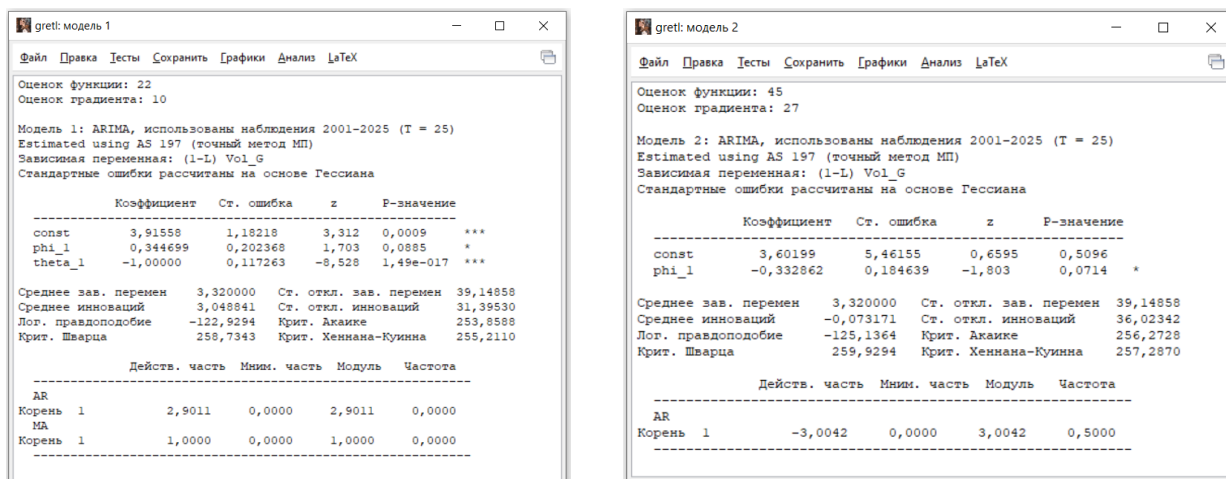 gretl: модель 1
Файл Правка Тесты Сохранить Графики Анализ LaTeX
Оценок функции: 22
Оценок градиента: 10
Модель 1: ARIMA, использованы наблюдения 2001-2025 (T = 25)
Estimated using AS 197 (точный метод МП)
Зависимая переменная: (1-L) Vol_G
Стандартные ошибки рассчитаны на основе Гессиана
Коэффициент Ст. ошибка z P-значение
const 3,91558 1,18218 3,312 0,0009 ***
phi_1 0,344699 0,202368 1,703 0,0885 *
theta_1 -1,00000 0,117263 -8,528 1,49e-017 ***
Среднее зав. перемен 3,320000 Ст. откл. зав. перемен 39,14858
Среднее инноваций 3,048841 Ст. откл. инноваций 31,39530
Лог. правдоподобие -122,9294 Крит. Акаике 253,8588
Крит. Шварца 258,7343 Крит. Хеннана-Куинна 255,2110
Действ. часть Мним. часть Модуль Частота
AR
Корень 1 2,9011 0,0000 2,9011 0,0000
MA
Корень 1 1,0000 0,0000 1,0000 0,0000
gretl: модель 2
Файл Правка Тесты Сохранить Графики Анализ LaTeX
Оценок функции: 45
Оценок градиента: 27
Модель 2: ARIMA, использованы наблюдения 2001-2025 (T = 25)
Estimated using AS 197 (точный метод МП)
Зависимая переменная: (1-L) Vol_G
Стандартные ошибки рассчитаны на основе Гессиана
Коэффициент Ст. ошибка z P-значение
const 3,60199 5,46155 0,6595 0,5096
phi_1 -0,332862 0,184639 -1,803 0,0714 *
Среднее зав. перемен 3,320000 Ст. откл. зав. перемен 39,14858
Среднее инноваций -0,073171 Ст. откл. инноваций 36,02342
Лог. правдоподобие -125,1364 Крит. Акаике 256,2728
Крит. Шварца 259,9294 Крит. Хеннана-Куинна 257,2870
Действ. часть Мним. часть Модуль Частота
AR
Корень 1 -3,0042 0,0000 3,0042 0,5000